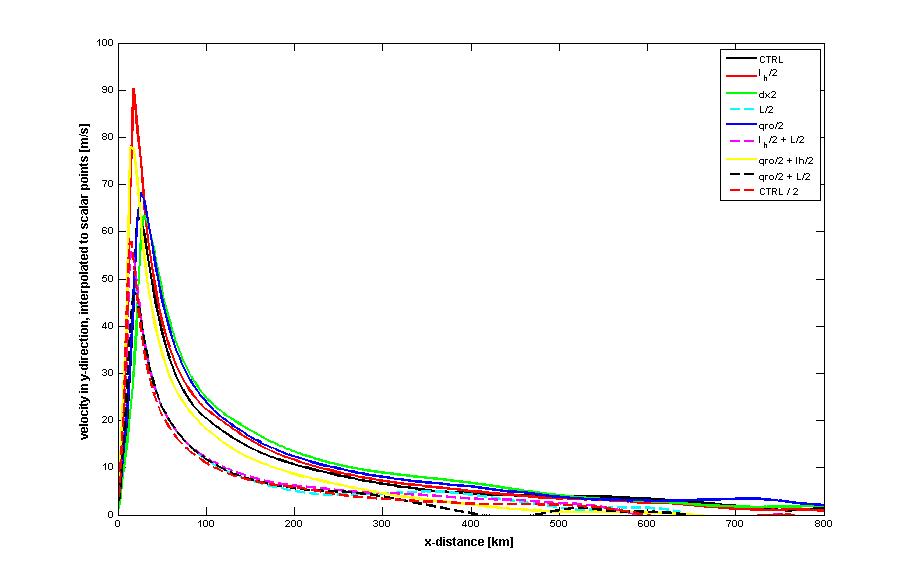 100
90
80
70
60
50
40
30
20
10
0
velocity in y-direction, interpolated to scalar points [m/s]
CTRL
l_h/2
dx2
L/2
qro/2
l_h/2 + L/2
qro/2 + lh/2
qro/2 + L/2
CTRL / 2
0 100 200 300 400 500 600 700 800
x-distance [km]